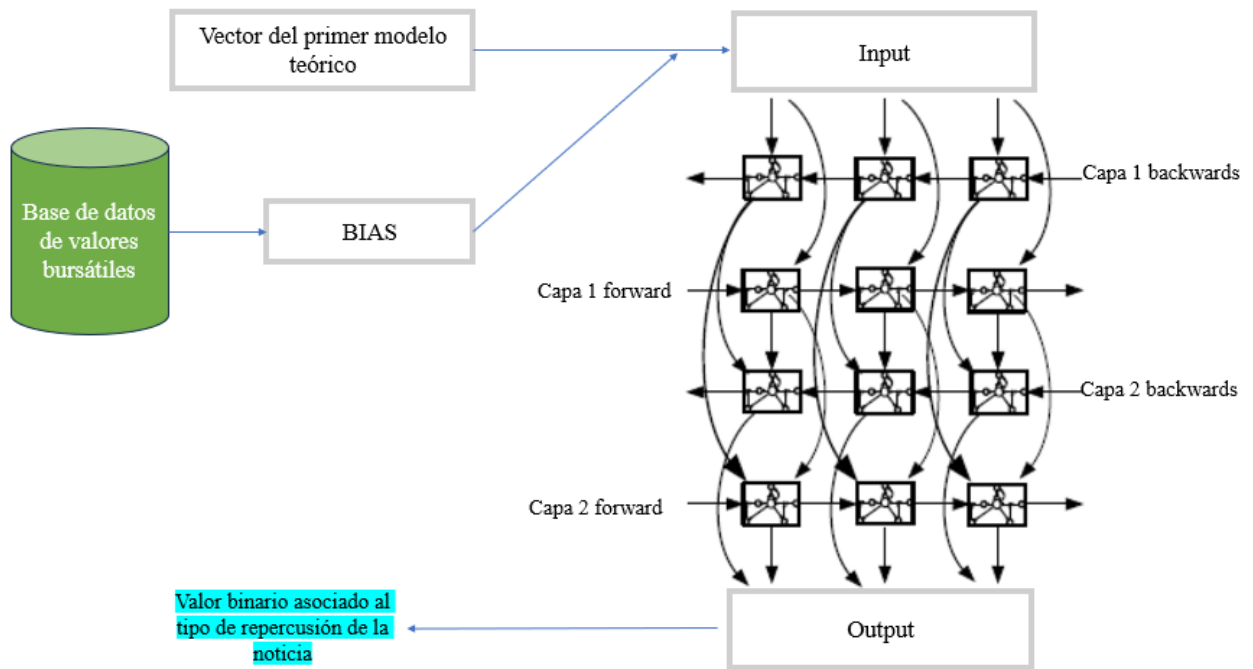 Vector del primer modelo
teórico
Input
Base de datos
de valores
bursátiles
BIAS
Capa 1 backwards
Capa 1 forward
Capa 2 backwards
Capa 2 forward
Valor binario asociado al
tipo de repercusión de la
noticia
Output